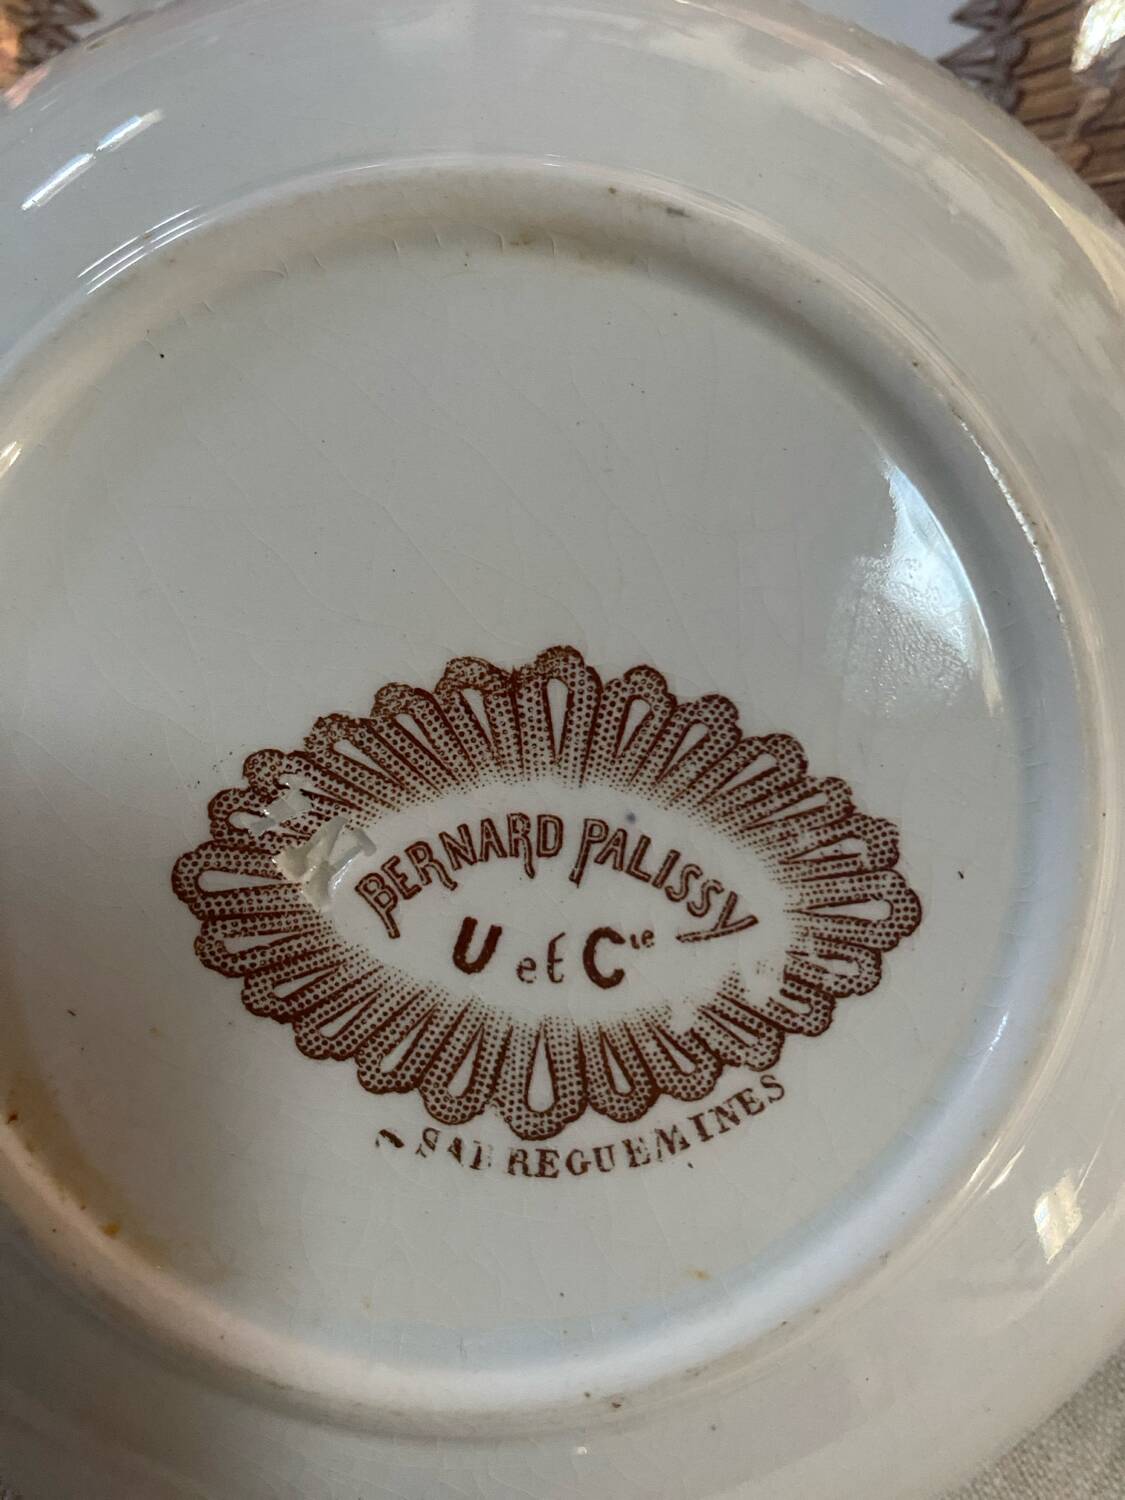 BERNARD PALISSY
U et Cie
A SARREGUEMINES